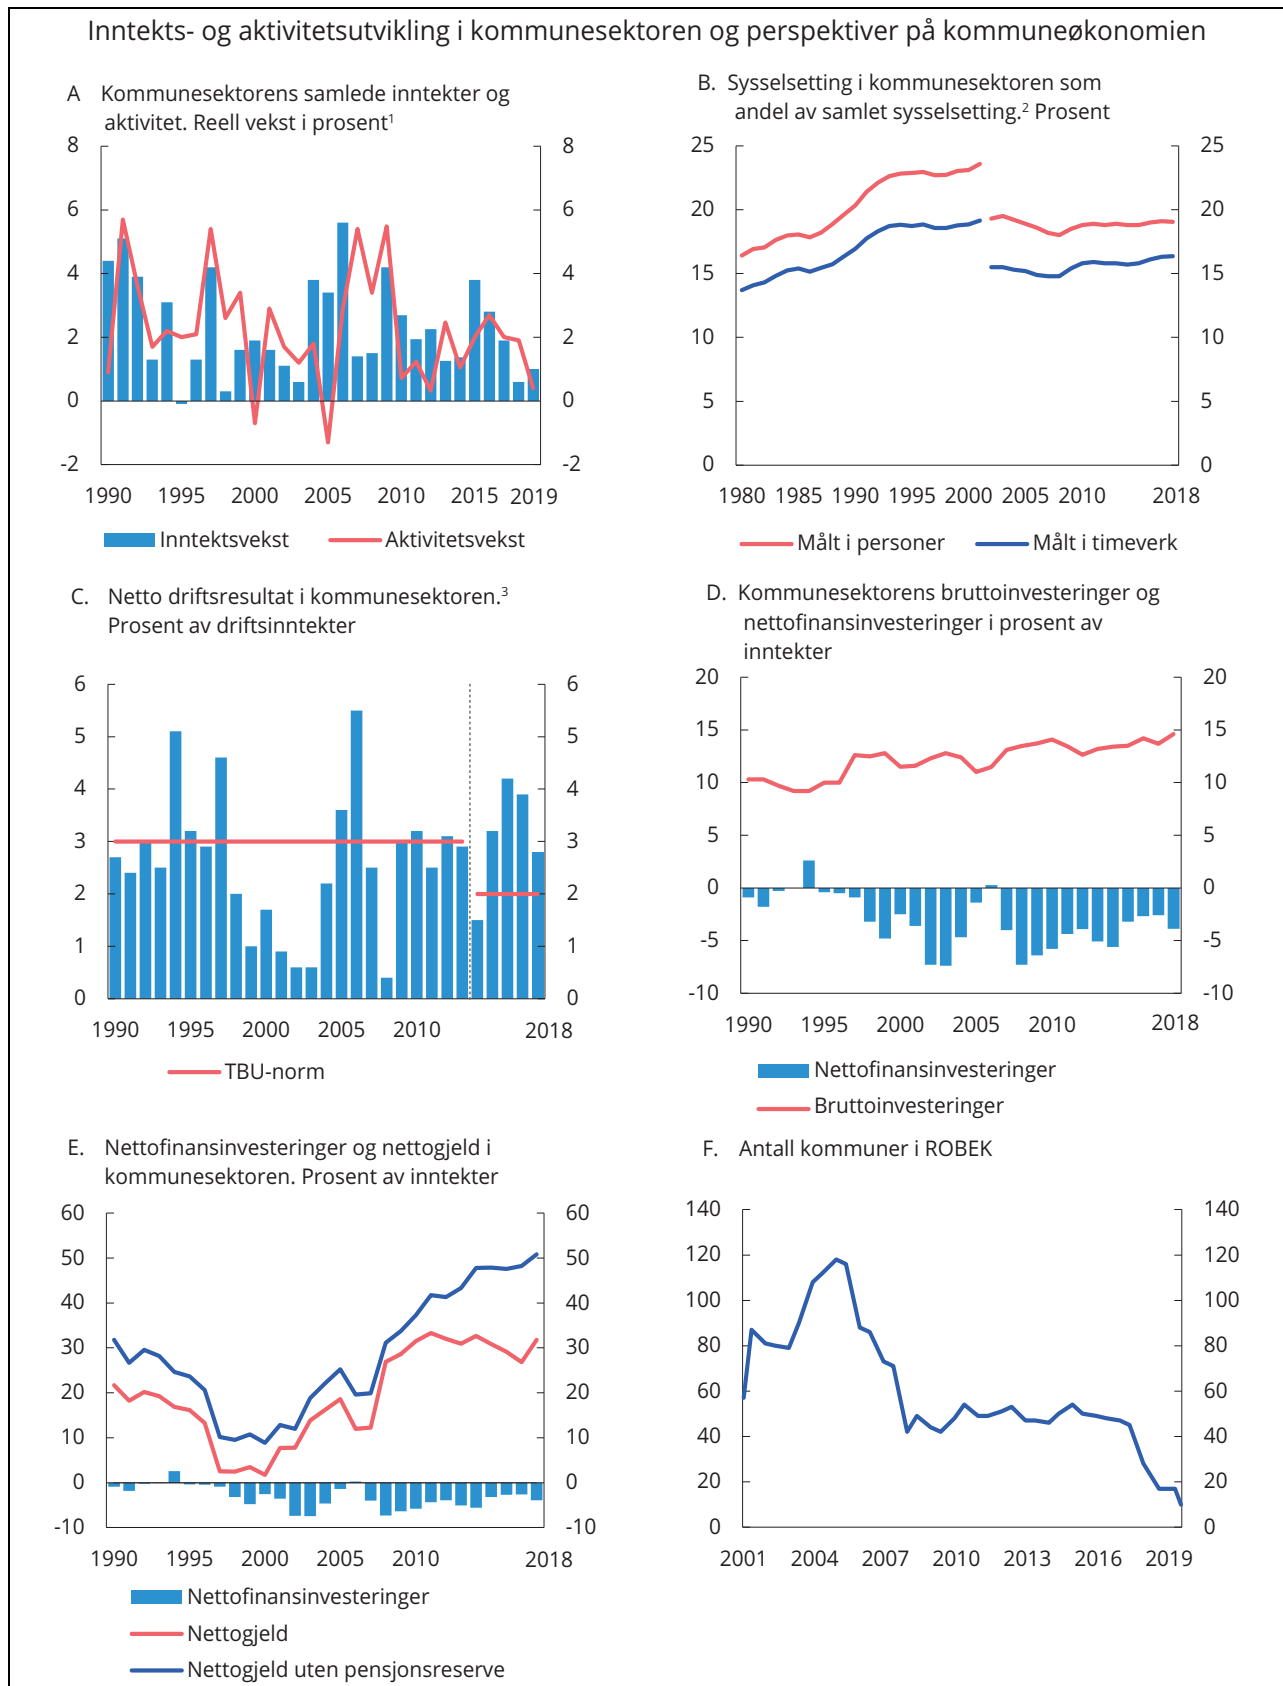 Inntekts- og aktivitetsutvikling i kommunesektoren og perspektiver på kommuneøkonomien
A Kommunesektorens samlede inntekter og
aktivitet. Reell vekst i prosent¹
8 8
6 6
4 4
2 2
0 0
-2 -2
1990 1995 2000 2005 2010 2015 2019
Inntektsvekst Aktivitetsvekst
B. Sysselsetting i kommunesektoren som
andel av samlet sysselsetting.² Prosent
25 25
20 20
15 15
10 10
5 5
0 0
1980 1985 1990 1995 2000 2005 2010 2018
Målt i personer Målt i timeverk
C. Netto driftsresultat i kommunesektoren.³
Prosent av driftsinntekter
6 6
5 5
4 4
3 3
2 2
1 1
0 0
1990 1995 2000 2005 2010 2018
TBU-norm
D. Kommunesektorens bruttoinvesteringer og
nettofinansinvesteringer i prosent av
inntekter
20 20
15 15
10 10
5 5
0 0
-5 -5
-10 -10
1990 1995 2000 2005 2010 2018
Nettofinansinvesteringer
Bruttoinvesteringer
E. Nettofinansinvesteringer og nettogjeld i
kommunesektoren. Prosent av inntekter
60 60
50 50
40 40
30 30
20 20
10 10
0 0
-10 -10
1990 1995 2000 2005 2010 2018
Nettofinansinvesteringer
Nettogjeld
Nettogjeld uten pensjonsreserve
F. Antall kommuner i ROBEK
140 140
120 120
100 100
80 80
60 60
40 40
20 20
0 0
2001 2004 2007 2010 2013 2016 2019